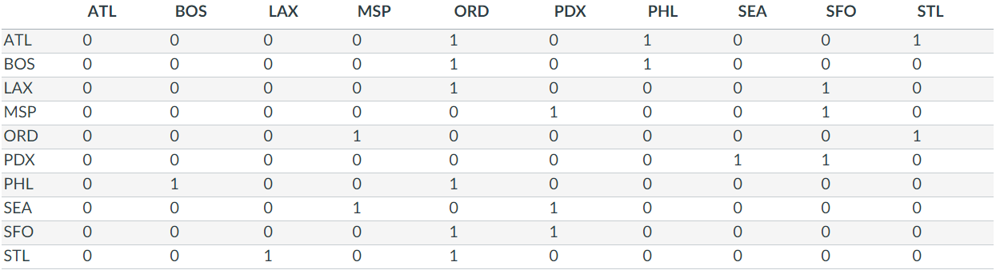 ATL BOS LAX MSP ORD PDX PHL SEA SFO STL
ATL 0 0 0 0 1 0 1 0 0 1
BOS 0 0 0 0 1 0 1 0 0 0
LAX 0 0 0 0 1 0 0 0 1 0
MSP 0 0 0 0 0 1 0 0 1 0
ORD 0 0 0 1 0 0 0 0 0 1
PDX 0 0 0 0 0 0 0 1 1 0
PHL 0 1 0 0 1 0 0 0 0 0
SEA 0 0 0 1 0 1 0 0 0 0
SFO 0 0 0 0 1 1 0 0 0 0
STL 0 0 1 0 1 0 0 0 0 0